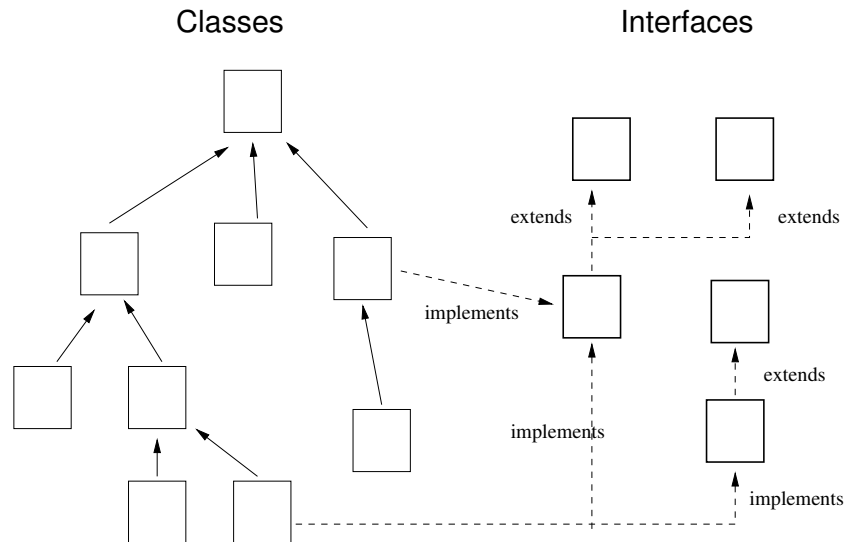 Classes
Interfaces
extends
extends
implements
extends
implements
implements